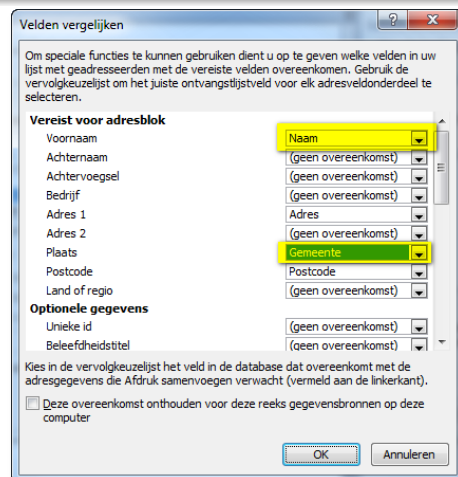 Velden vergelijken
Om speciale functies te kunnen gebruiken dient u op te geven welke velden in uw
lijst met geadresseerden met de vereiste velden overeenkomen. Gebruik de
vervolgkeuzelijst om het juiste ontvangstlijstveld voor elk adresveldonderdeel te
selecteren.
Vereist voor adresblok
Voornaam Naam
Achternaam (geen overeenkomst)
Achtervoegsel (geen overeenkomst)
Bedrijf (geen overeenkomst)
Adres 1 Adres
Adres 2 (geen overeenkomst)
Plaats Gemeente
Postcode Postcode
Land of regio (geen overeenkomst)
Optionele gegevens
Unieke id (geen overeenkomst)
Beleefdheidstitel (geen overeenkomst)
Kies in de vervolgkeuzelijst het veld in de database dat overeenkomt met de
adresgegevens die Afdruk samenvoegen verwacht (vermeld aan de linkerkant).
Deze overeenkomst onthouden voor deze reeks gegevensbronnen op deze
computer
OK Annuleren